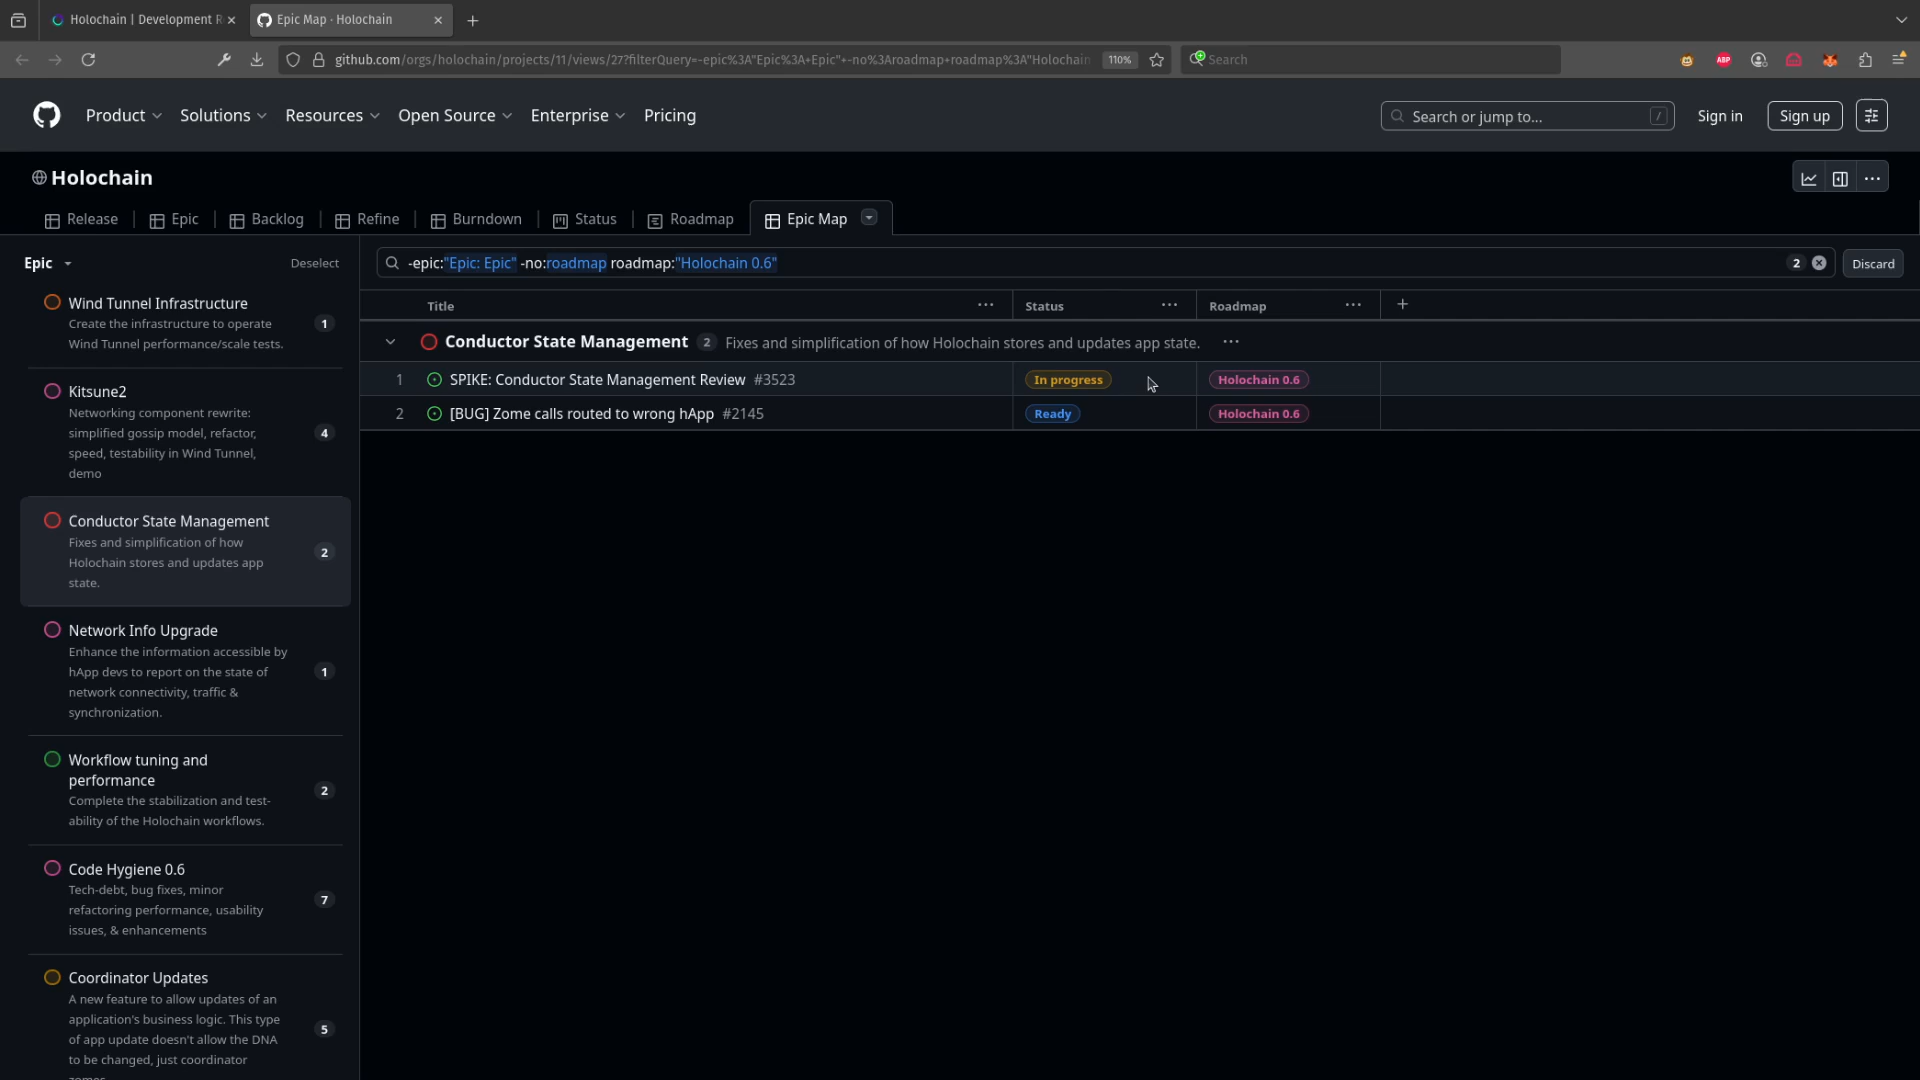 Holochain | Development R
Epic Map · Holochain
github.com/orgs/holochain/projects/11/views/27?filterQuery=-epic%3A"Epic%3A+Epic"+-no%3Aroadmap+roadmap%3A"Holochain
110%
Search
ABP
Product
Solutions
Resources
Open Source
Enterprise
Pricing
Search or jump to...
/
Sign in
Sign up
Holochain
Release
Epic
Backlog
Refine
Burndown
Status
Roadmap
Epic Map
Epic
Deselect
-epic:"Epic: Epic" -no:roadmap roadmap:"Holochain 0.6"
2
Discard
Wind Tunnel Infrastructure
Create the infrastructure to operate
Wind Tunnel performance/scale tests.
1
Kitsune2
Networking component rewrite:
simplified gossip model, refactor,
speed, testability in Wind Tunnel,
demo
4
Conductor State Management
Fixes and simplification of how
Holochain stores and updates app
state.
2
Network Info Upgrade
Enhance the information accessible by
hApp devs to report on the state of
network connectivity, traffic &
synchronization.
1
Workflow tuning and
performance
Complete the stabilization and test-
ability of the Holochain workflows.
2
Code Hygiene 0.6
Tech-debt, bug fixes, minor
refactoring performance, usability
issues, & enhancements
7
Coordinator Updates
A new feature to allow updates of an
application's business logic. This type
of app update doesn't allow the DNA
to be changed, just coordinator
zomes.
5
Title
Status
Roadmap
Conductor State Management 2 Fixes and simplification of how Holochain stores and updates app state.
1 SPIKE: Conductor State Management Review #3523 In progress Holochain 0.6
2 [BUG] Zome calls routed to wrong hApp #2145 Ready Holochain 0.6